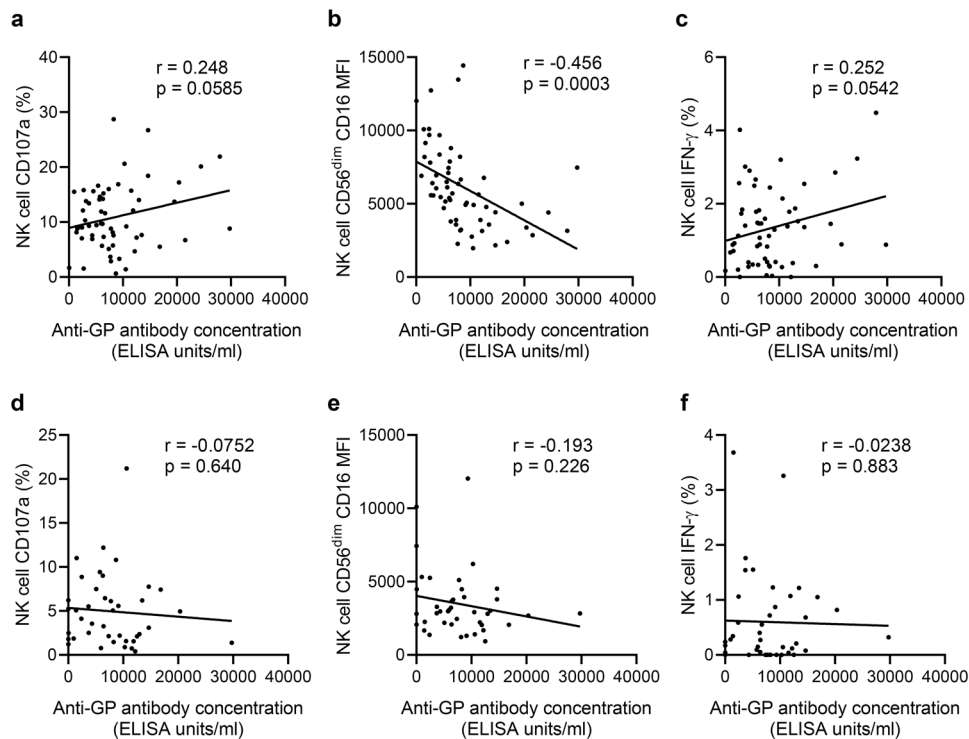 a
NK cell CD107a (%)
40
30
20
10
0
r = 0.248
p = 0.0585
0 10000 20000 30000 40000
Anti-GP antibody concentration
(ELISA units/ml)
b
NK cell CD56dim CD16 MFI
15000
10000
5000
0
r = -0.456
p = 0.0003
0 10000 20000 30000 40000
Anti-GP antibody concentration
(ELISA units/ml)
c
NK cell IFN-γ (%)
6
4
2
0
r = 0.252
p = 0.0542
0 10000 20000 30000 40000
Anti-GP antibody concentration
(ELISA units/ml)
d
NK cell CD107a (%)
25
20
15
10
5
0
r = -0.0752
p = 0.640
0 10000 20000 30000 40000
Anti-GP antibody concentration
(ELISA units/ml)
e
NK cell CD56dim CD16 MFI
15000
10000
5000
0
r = -0.193
p = 0.226
0 10000 20000 30000 40000
Anti-GP antibody concentration
(ELISA units/ml)
f
NK cell IFN-γ (%)
4
3
2
1
0
r = -0.0238
p = 0.883
0 10000 20000 30000 40000
Anti-GP antibody concentration
(ELISA units/ml)